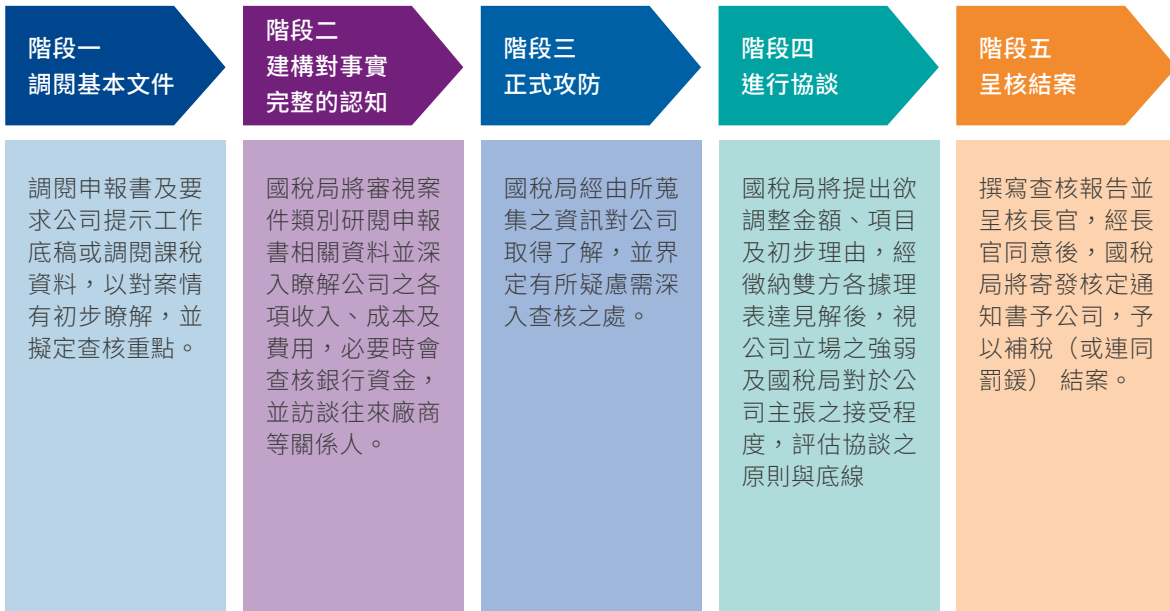 階段一
調閱基本文件
階段二
建構對事實
完整的認知
階段三
正式攻防
階段四
進行協談
階段五
呈核結案
調閱申報書及要
求公司提示工作
底稿或調閱課稅
資料，以對案情
有初步瞭解，並
擬定查核重點。
國稅局將審視案
件類別研閱申報
書相關資料並深
入瞭解公司之各
項收入、成本及
費用，必要時會
查核銀行資金，
並訪談往來廠商
等關係人。
國稅局經由所蒐
集之資訊對公司
取得了解，並界
定有所疑慮需深
入查核之處。
國稅局將提出欲
調整金額、項目
及初步理由，經
徵納雙方各據理
表達見解後，視
公司立場之強弱
及國稅局對於公
司主張之接受程
度，評估協談之
原則與底線
撰寫查核報告並
呈核長官，經長
官同意後，國稅
局將寄發核定通
知書予公司，予
以補稅（或連同
罰鍰） 結案。